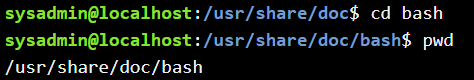 sysadmin@localhost:/usr/share/doc$ cd bash
sysadmin@localhost:/usr/share/doc/bash$ pwd
/usr/share/doc/bash